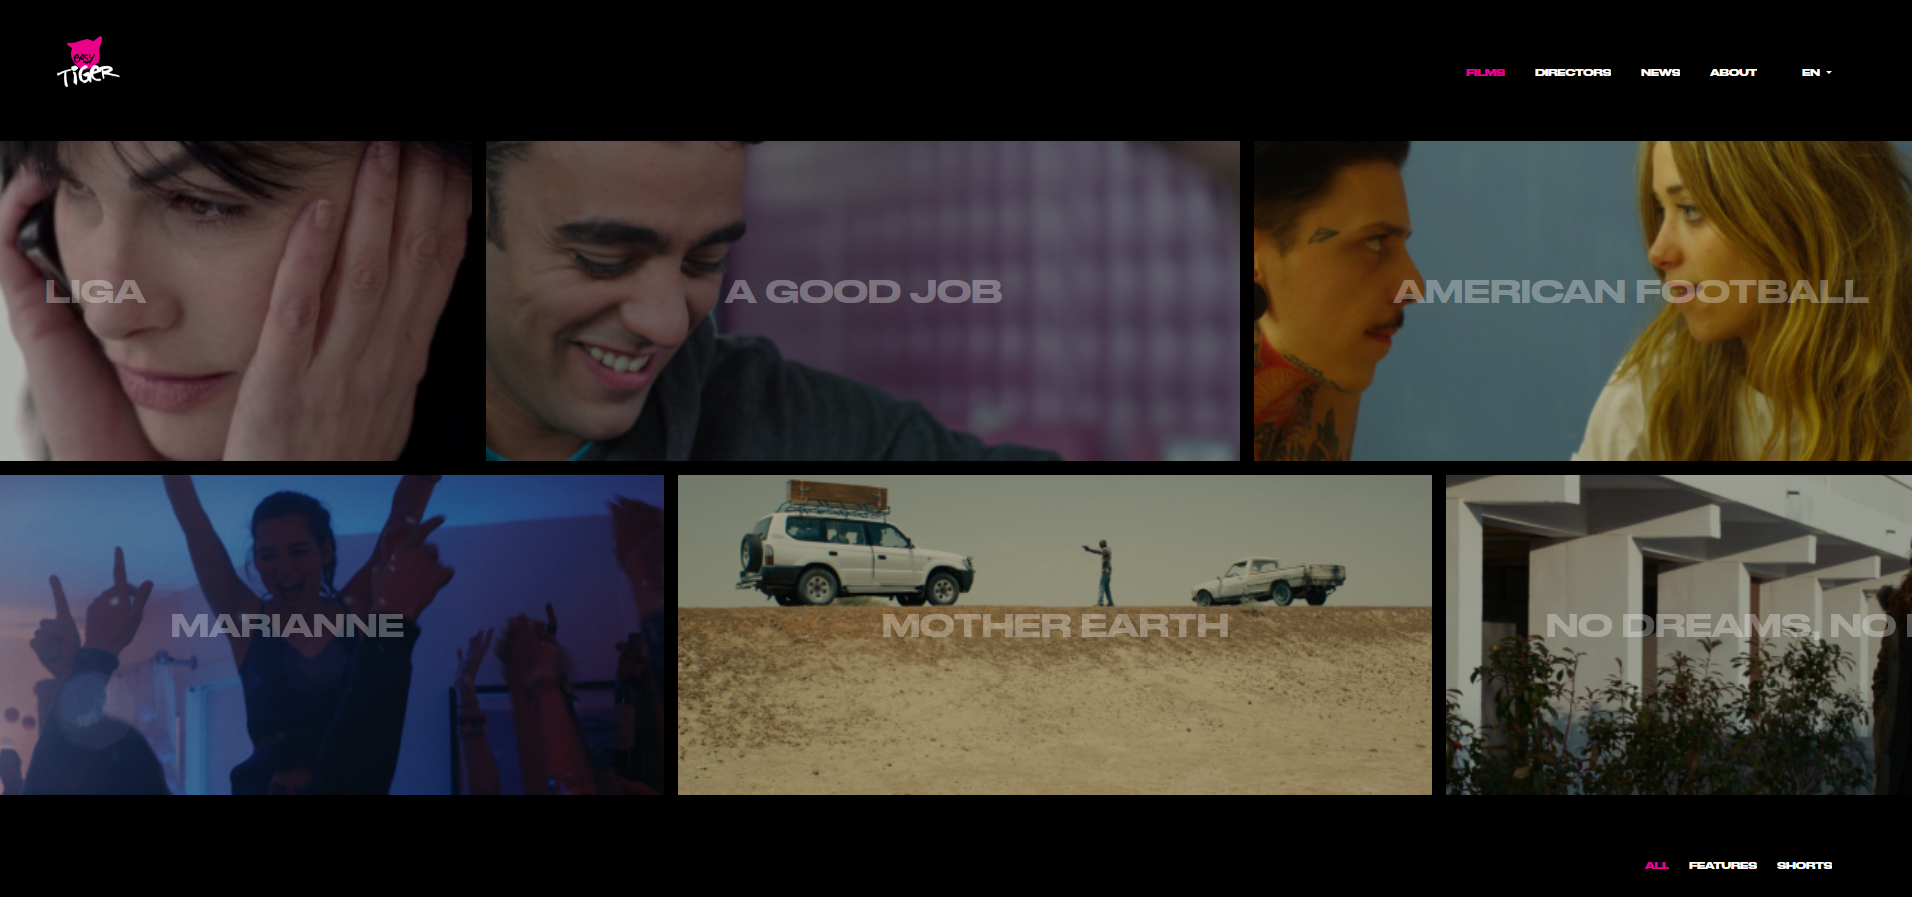 EASY
TIGER
FILMS DIRECTORS NEWS ABOUT EN
LIGA
A GOOD JOB
AMERICAN FOOTBALL
MARIANNE
MOTHER EARTH
NO DREAMS, NO
ALL FEATURES SHORTS